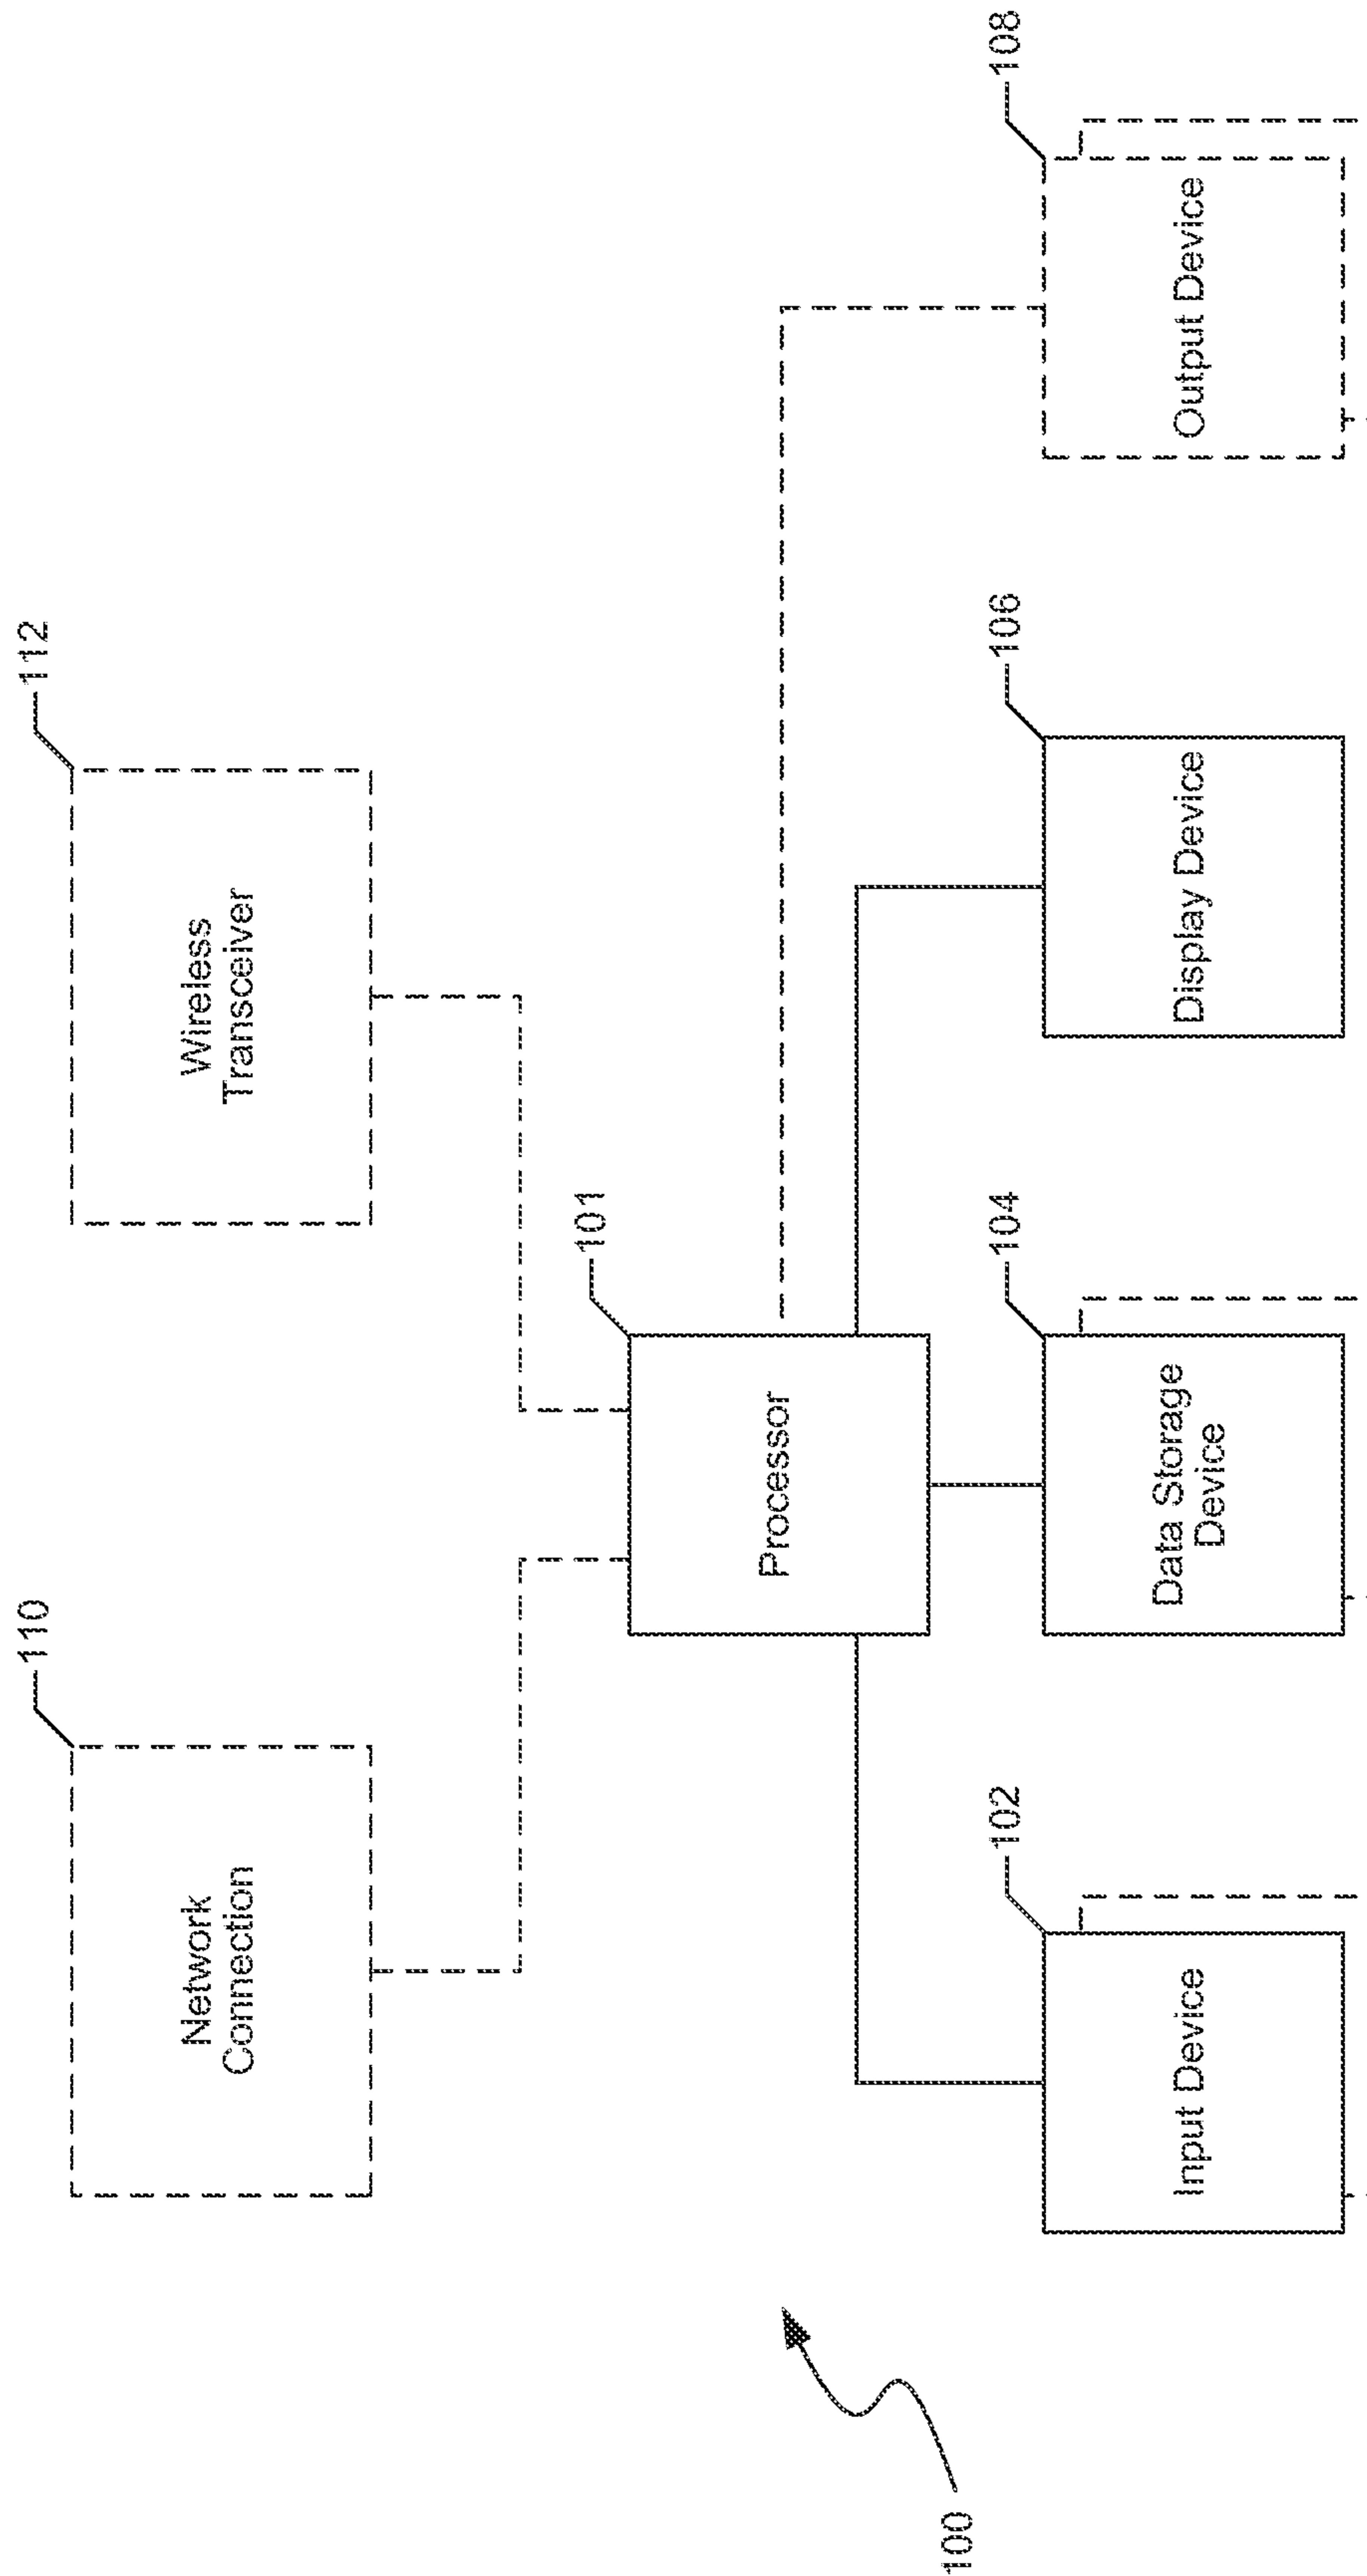 110
Network
Connection
112
Wireless
Transceiver
101
Processor
100
102
Input Device
104
Data Storage
Device
106
Display Device
108
Output Device